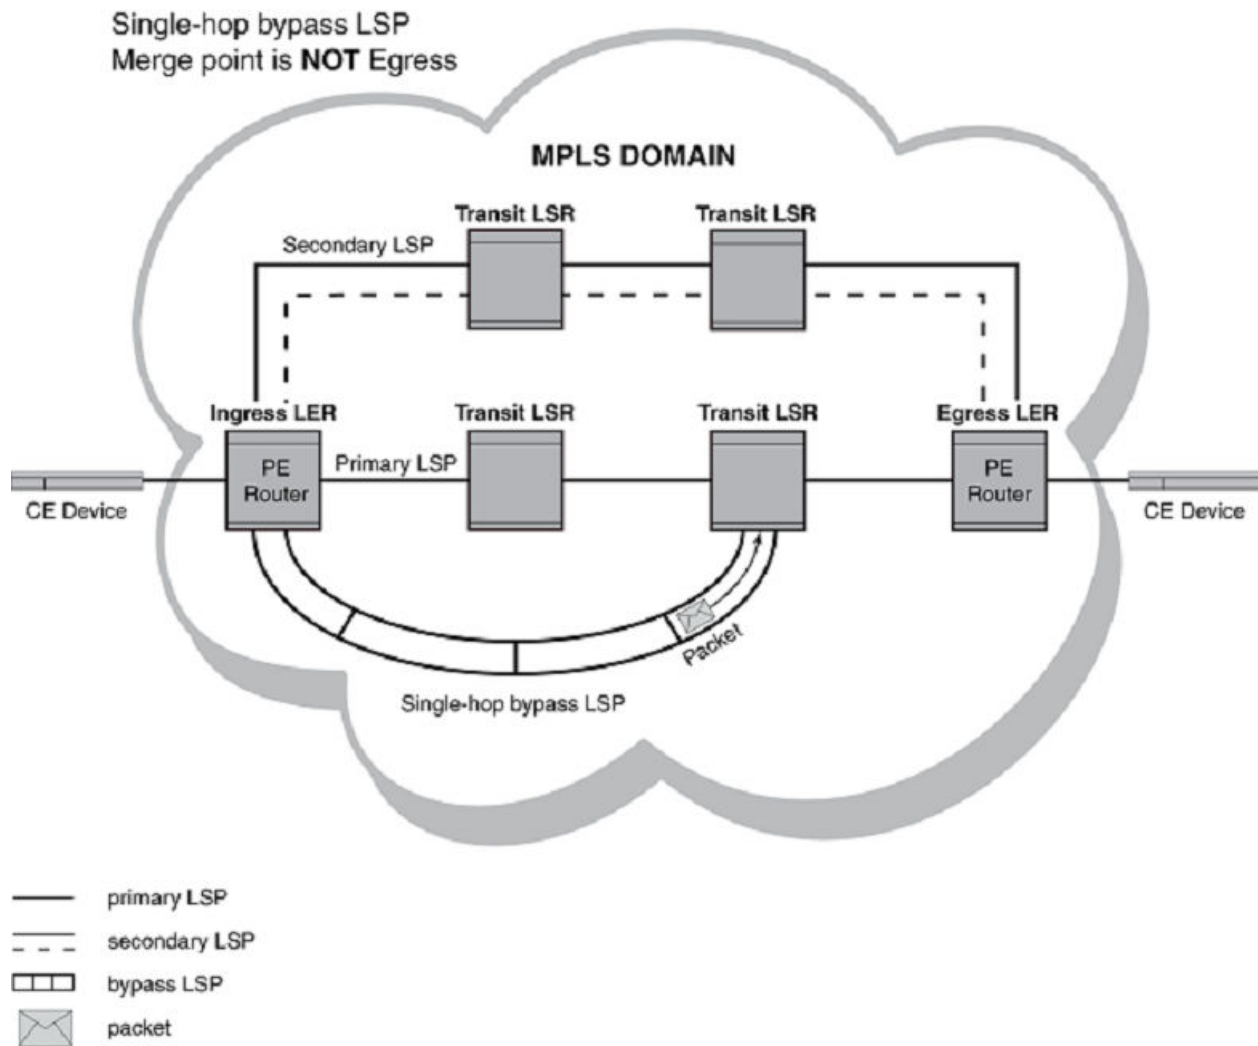 Single-hop bypass LSP
Merge point is NOT Egress
MPLS DOMAIN
Transit LSR
Transit LSR
Secondary LSP
Ingress LER
Transit LSR
Transit LSR
Egress LER
Primary LSP
PE
Router
PE
Router
CE Device
CE Device
Packet
Single-hop bypass LSP
primary LSP
secondary LSP
bypass LSP
packet